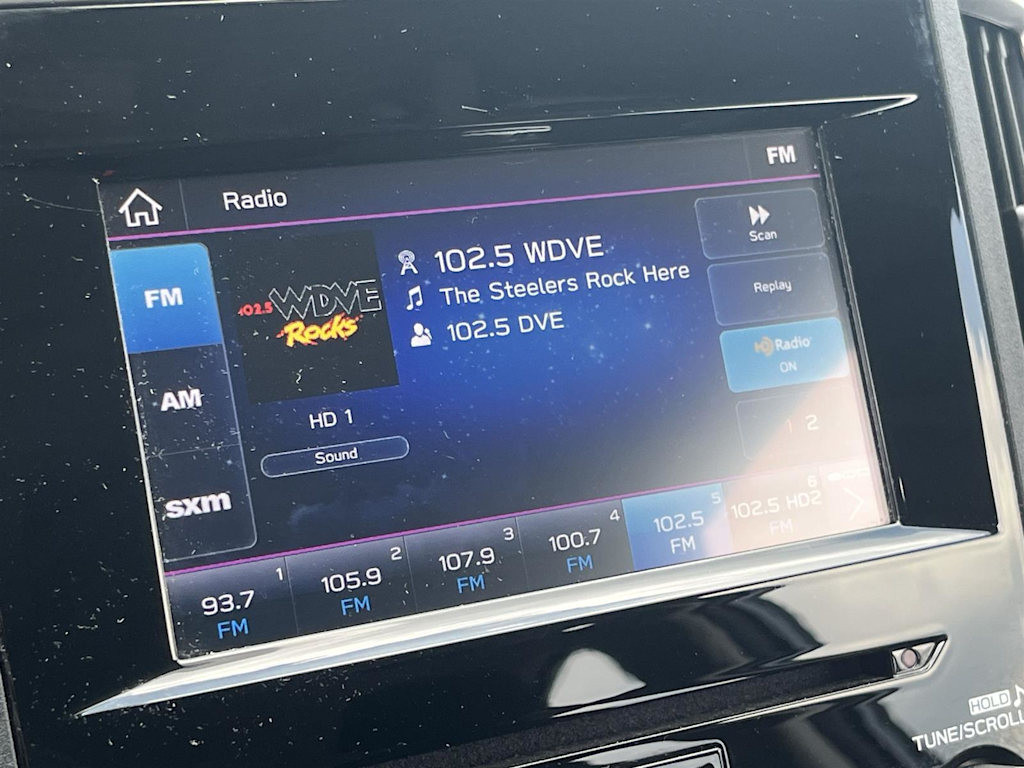 Radio
FM
FM
AM
sxm
102.5 WDVE
Rocks
HD 1
Sound
102.5 WDVE
The Steelers Rock Here
102.5 DVE
Scan
Replay
HD Radio
ON
1 2
1
93.7
FM
2
105.9
FM
3
107.9
FM
4
100.7
FM
5
102.5
FM
6
102.5 HD2
FM
HOLD
TUNE/SCROLL